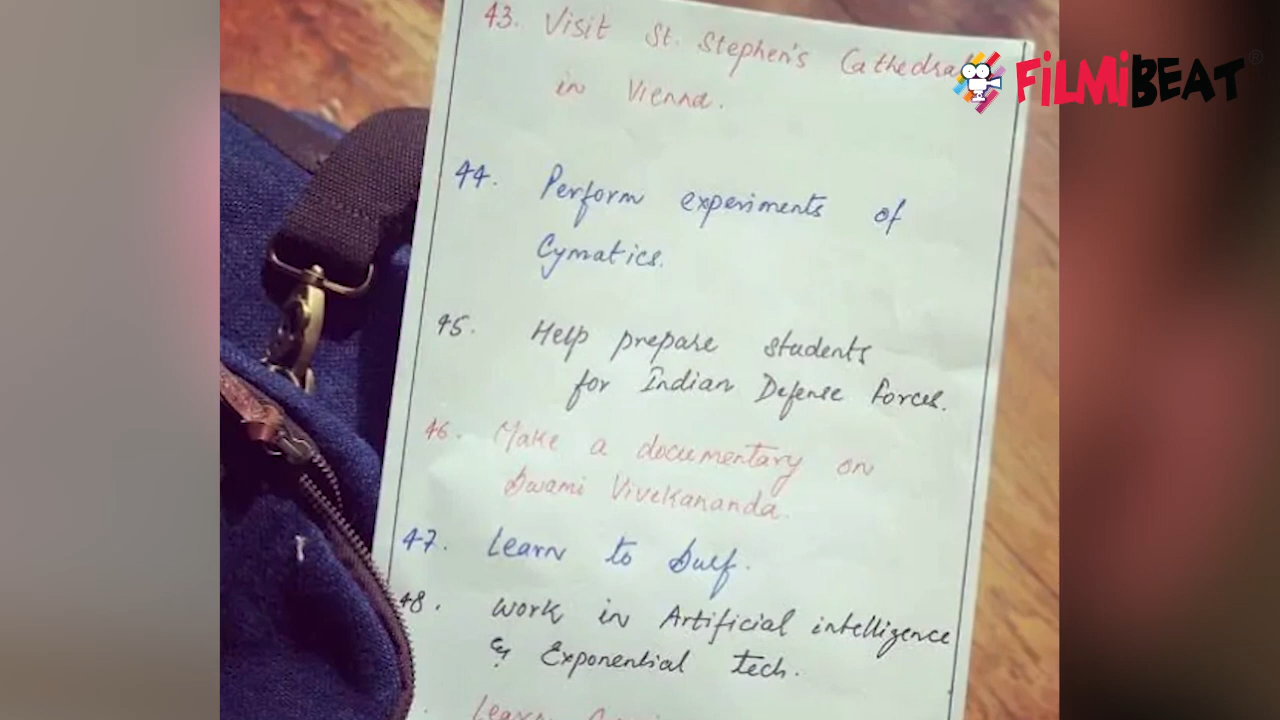 43. Visit St. Stephen's Cathedra
FiLMiBEAT®
in Vienna.
44. Perform experiments of
Cymatics.
45. Help prepare students
for Indian Defense Forces.
46. Make a documentary on
Swami Vivekananda.
47. Learn to Surf.
48. Work in Artificial intelligence
& Exponential Tech.
Learn